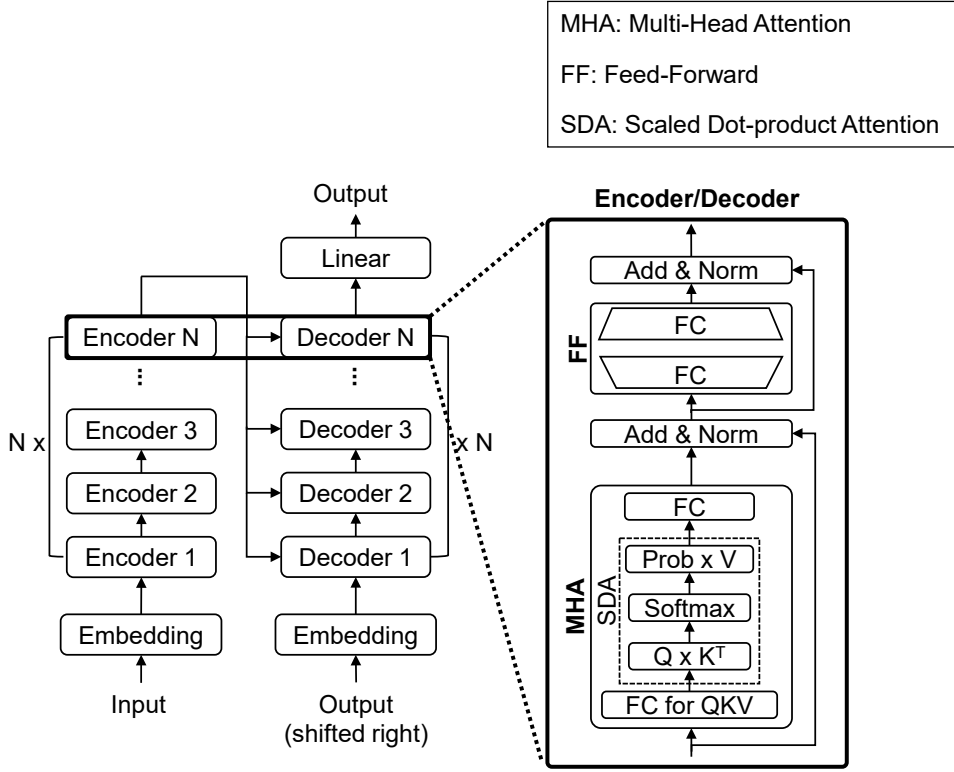 MHA: Multi-Head Attention
FF: Feed-Forward
SDA: Scaled Dot-product Attention
Output
Linear
Encoder N
Decoder N
Encoder 3
Decoder 3
N x
x N
Encoder 2
Decoder 2
Encoder 1
Decoder 1
Embedding
Embedding
Input
Output
(shifted right)
Encoder/Decoder
Add & Norm
FF
FC
FC
Add & Norm
MHA
FC
SDA
Prob x V
Softmax
Q x Kᵀ
FC for QKV